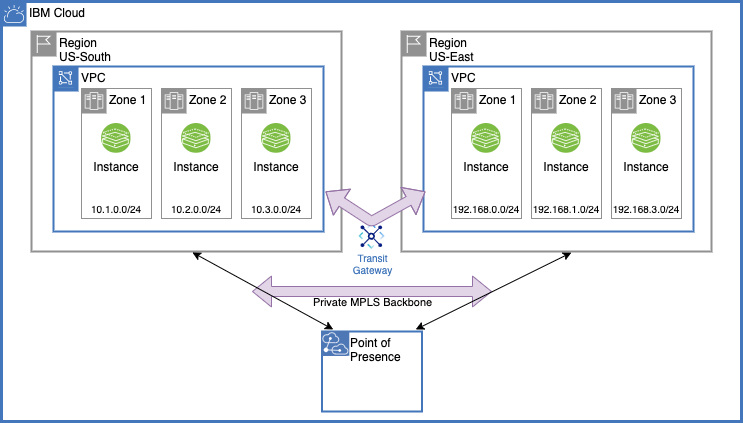 IBM Cloud
Region
US-South
VPC
Zone 1
Zone 2
Zone 3
Instance
Instance
Instance
10.1.0.0/24
10.2.0.0/24
10.3.0.0/24
Region
US-East
VPC
Zone 1
Zone 2
Zone 3
Instance
Instance
Instance
192.168.0.0/24
192.168.1.0/24
192.168.3.0/24
Transit
Gateway
Private MPLS Backbone
Point of
Presence